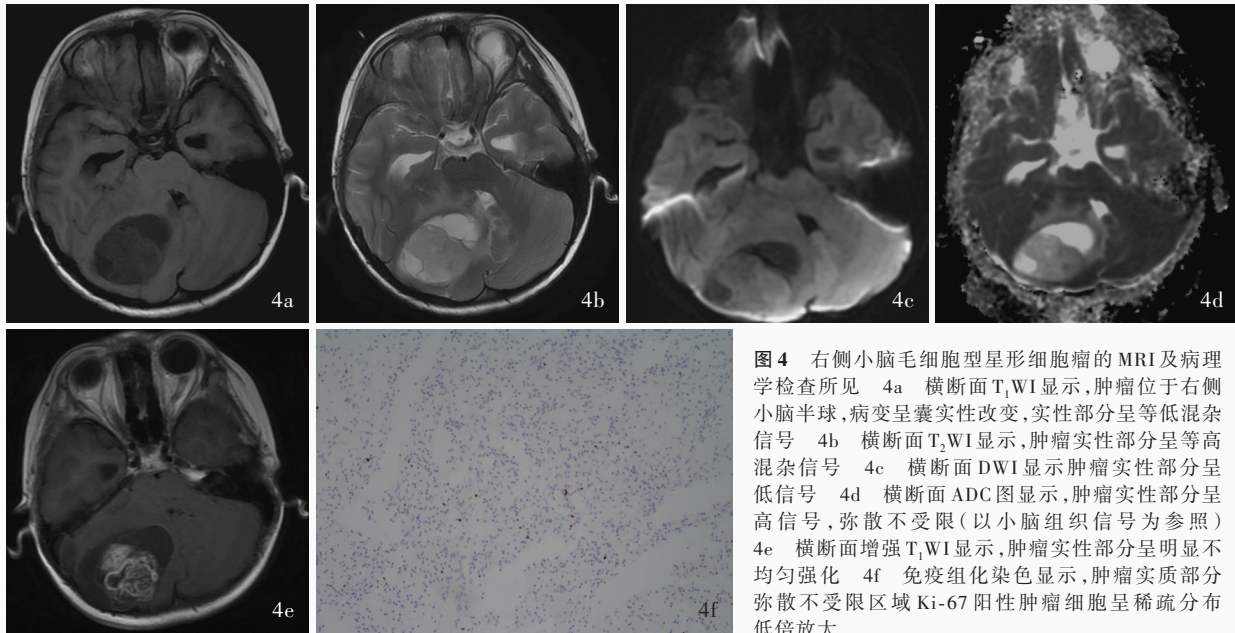 4a
4b
4c
4d
4e
4f
图4 右侧小脑毛细胞型星形细胞瘤的MRI及病理
学检查所见 4a 横断面T₁WI显示,肿瘤位于右侧
小脑半球,病变呈囊实性改变,实性部分呈等低混杂
信号 4b 横断面T₂WI显示,肿瘤实性部分呈等高
混杂信号 4c 横断面DWI显示肿瘤实性部分呈
低信号 4d 横断面ADC图显示,肿瘤实性部分呈
高信号,弥散不受限(以小脑组织信号为参照)
4e 横断面增强T₁WI显示,肿瘤实性部分呈明显不
均匀强化 4f 免疫组化染色显示,肿瘤实质部分
弥散不受限区域Ki-67阳性肿瘤细胞呈稀疏分布
低倍放大